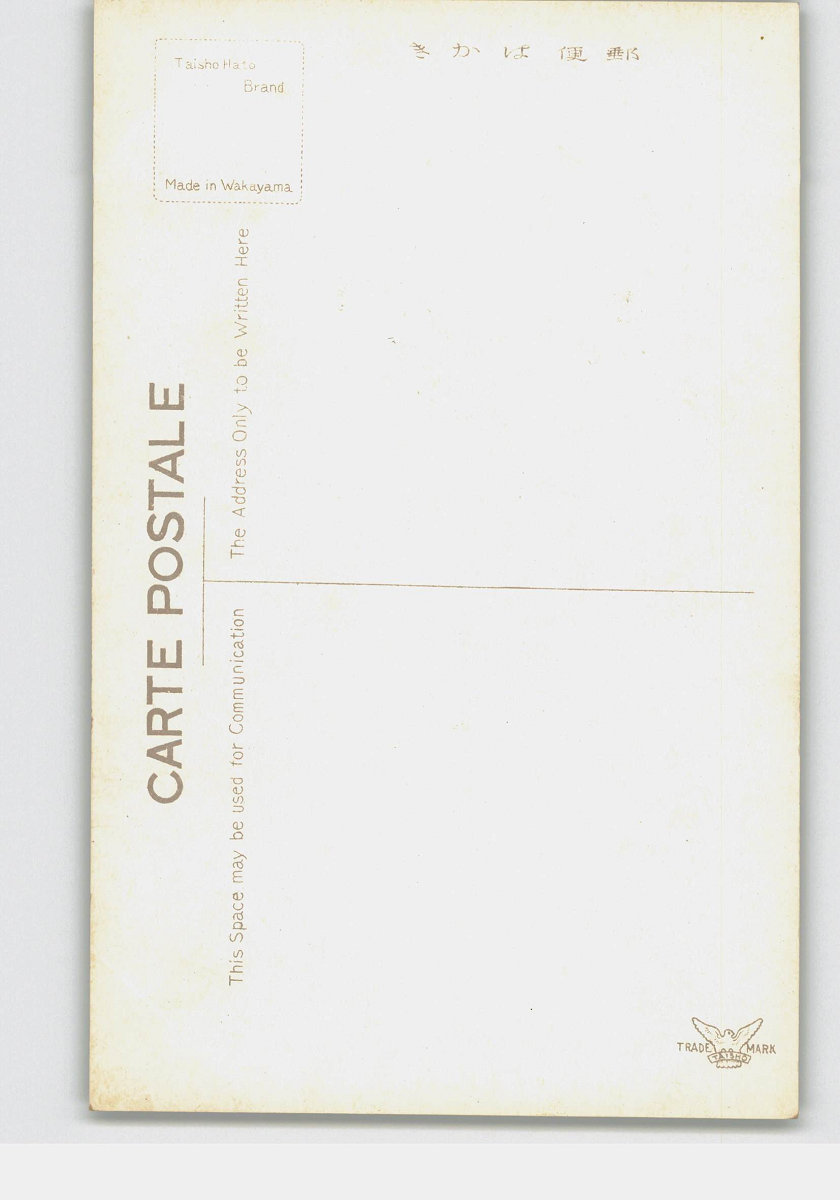 きかは便郵
Taisho Hato
Brand
Made in Wakayama
CARTE POSTALE
The Address Only to be Written Here
This Space may be used for Communication
TRADE MARK
TAISHO